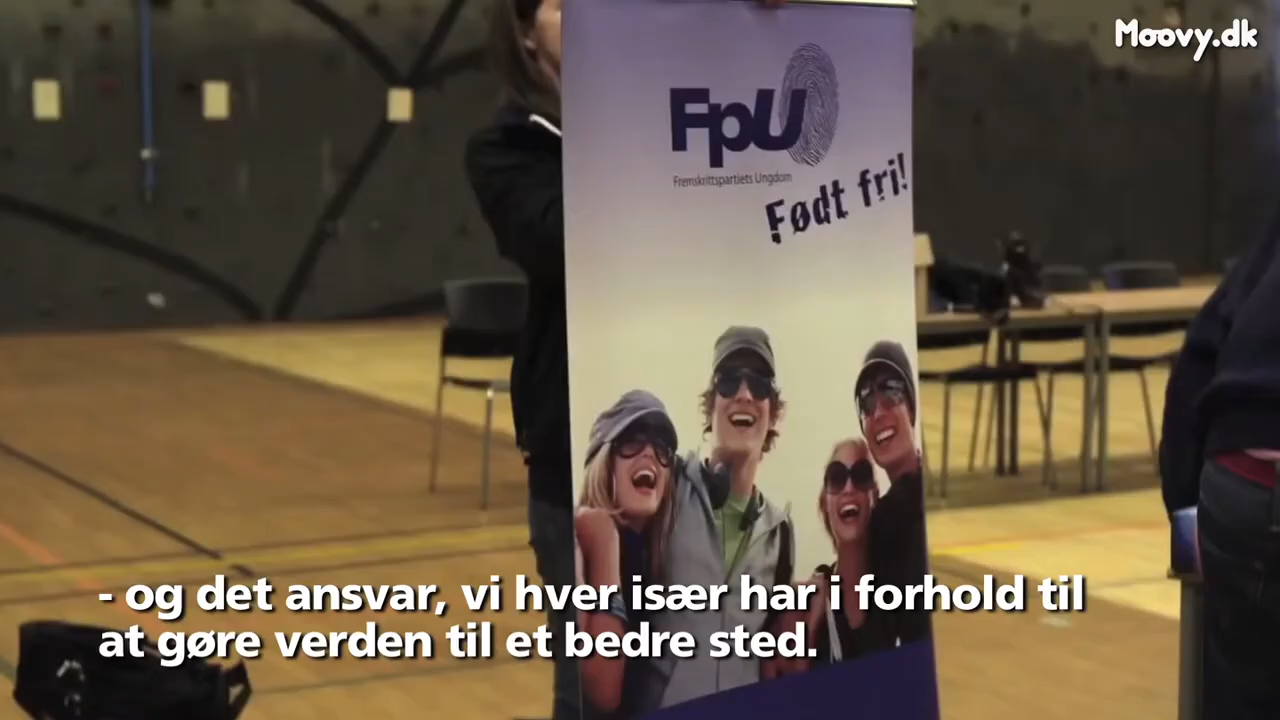 Moovy.dk
FpU
Fremskrittspartiets Ungdom
Født fri!
- og det ansvar, vi hver især har i forhold til
at gøre verden til et bedre sted.